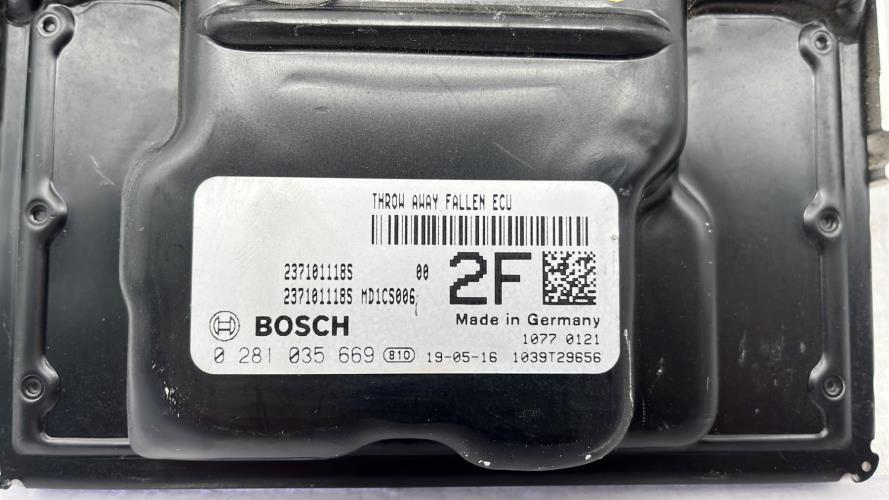 THROW AWAY FALLEN ECU
237101118S 00
237101118S MD1CS006
2F
BOSCH
Made in Germany
1077 0121
0 281 035 669 B10 19-05-16 1039T29656